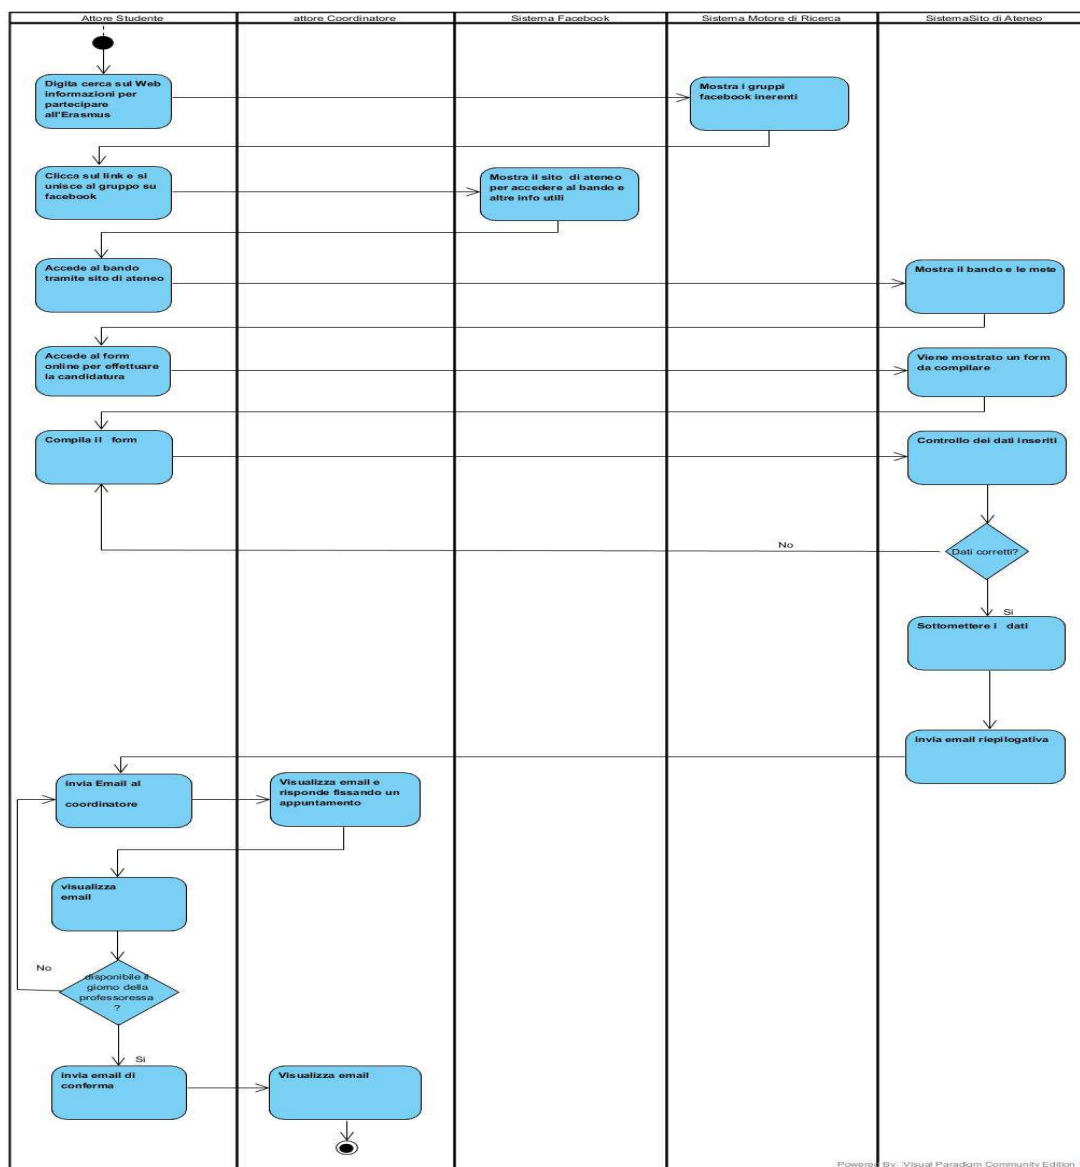 Attore Studente
attore Coordinatore
Sistema Facebook
Sistema Motore di Ricerca
SistemaSito di Ateneo
Digita cerca sul Web
informazioni per
partecipare
all'Erasmus
Mostra i gruppi
facebook inerenti
Clicca sul link e si
unisce al gruppo su
facebook
Mostra il sito di ateneo
per accedere al bando e
altre info utili
Accede al bando
tramite sito di ateneo
Mostra il bando e le mete
Accede al form
online per effettuare
la candidatura
Viene mostrato un form
da compilare
Compila il form
Controllo dei dati inseriti
No
Dati corretti?
Si
Sottomettere i dati
Invia email riepilogativa
invia Email al
coordinatore
Visualizza email e
risponde fissando un
appuntamento
visualizza
email
No
disponibile il
giorno della
professoressa
?
Si
Invia email di
conferma
Visualizza email
Powered By Visual Paradigm Community Edition